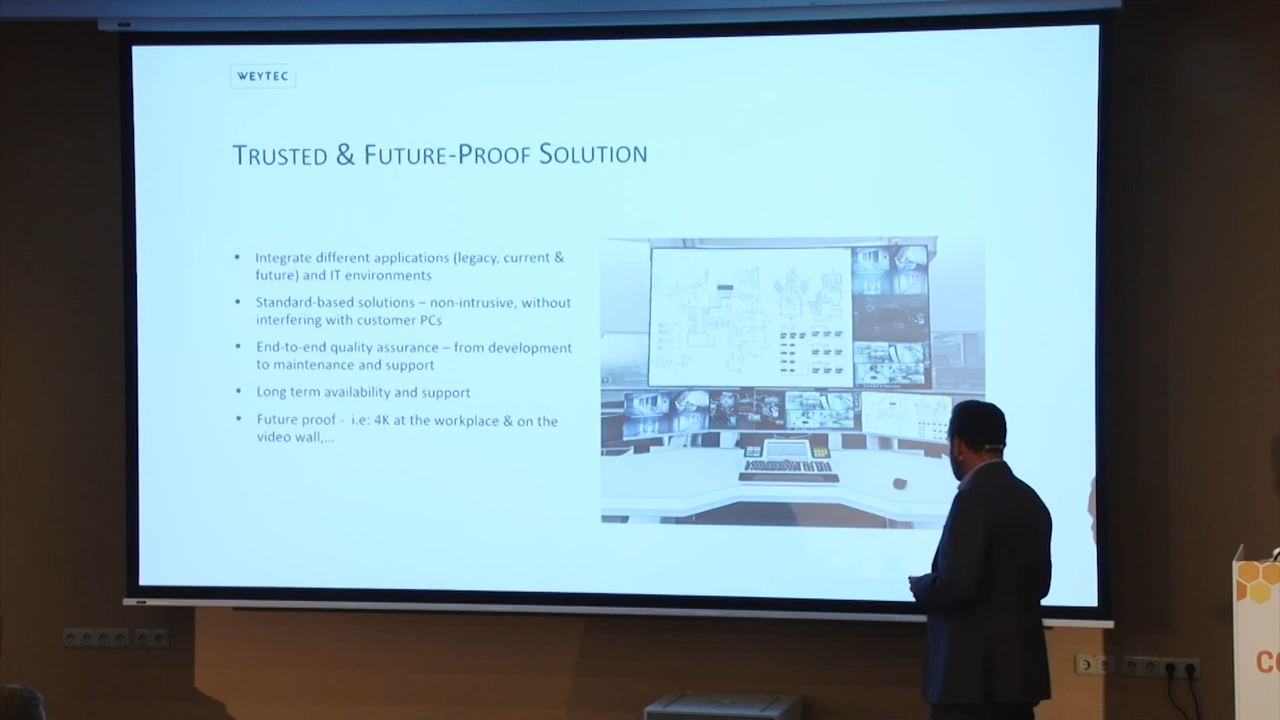 WEYTEC
TRUSTED & FUTURE-PROOF SOLUTION
▪ Integrate different applications (legacy, current &
future) and IT environments
▪ Standard-based solutions – non-intrusive, without
interfering with customer PCs
▪ End-to-end quality assurance – from development
to maintenance and support
▪ Long term availability and support
▪ Future proof - i.e: 4K at the workplace & on the
video wall,...